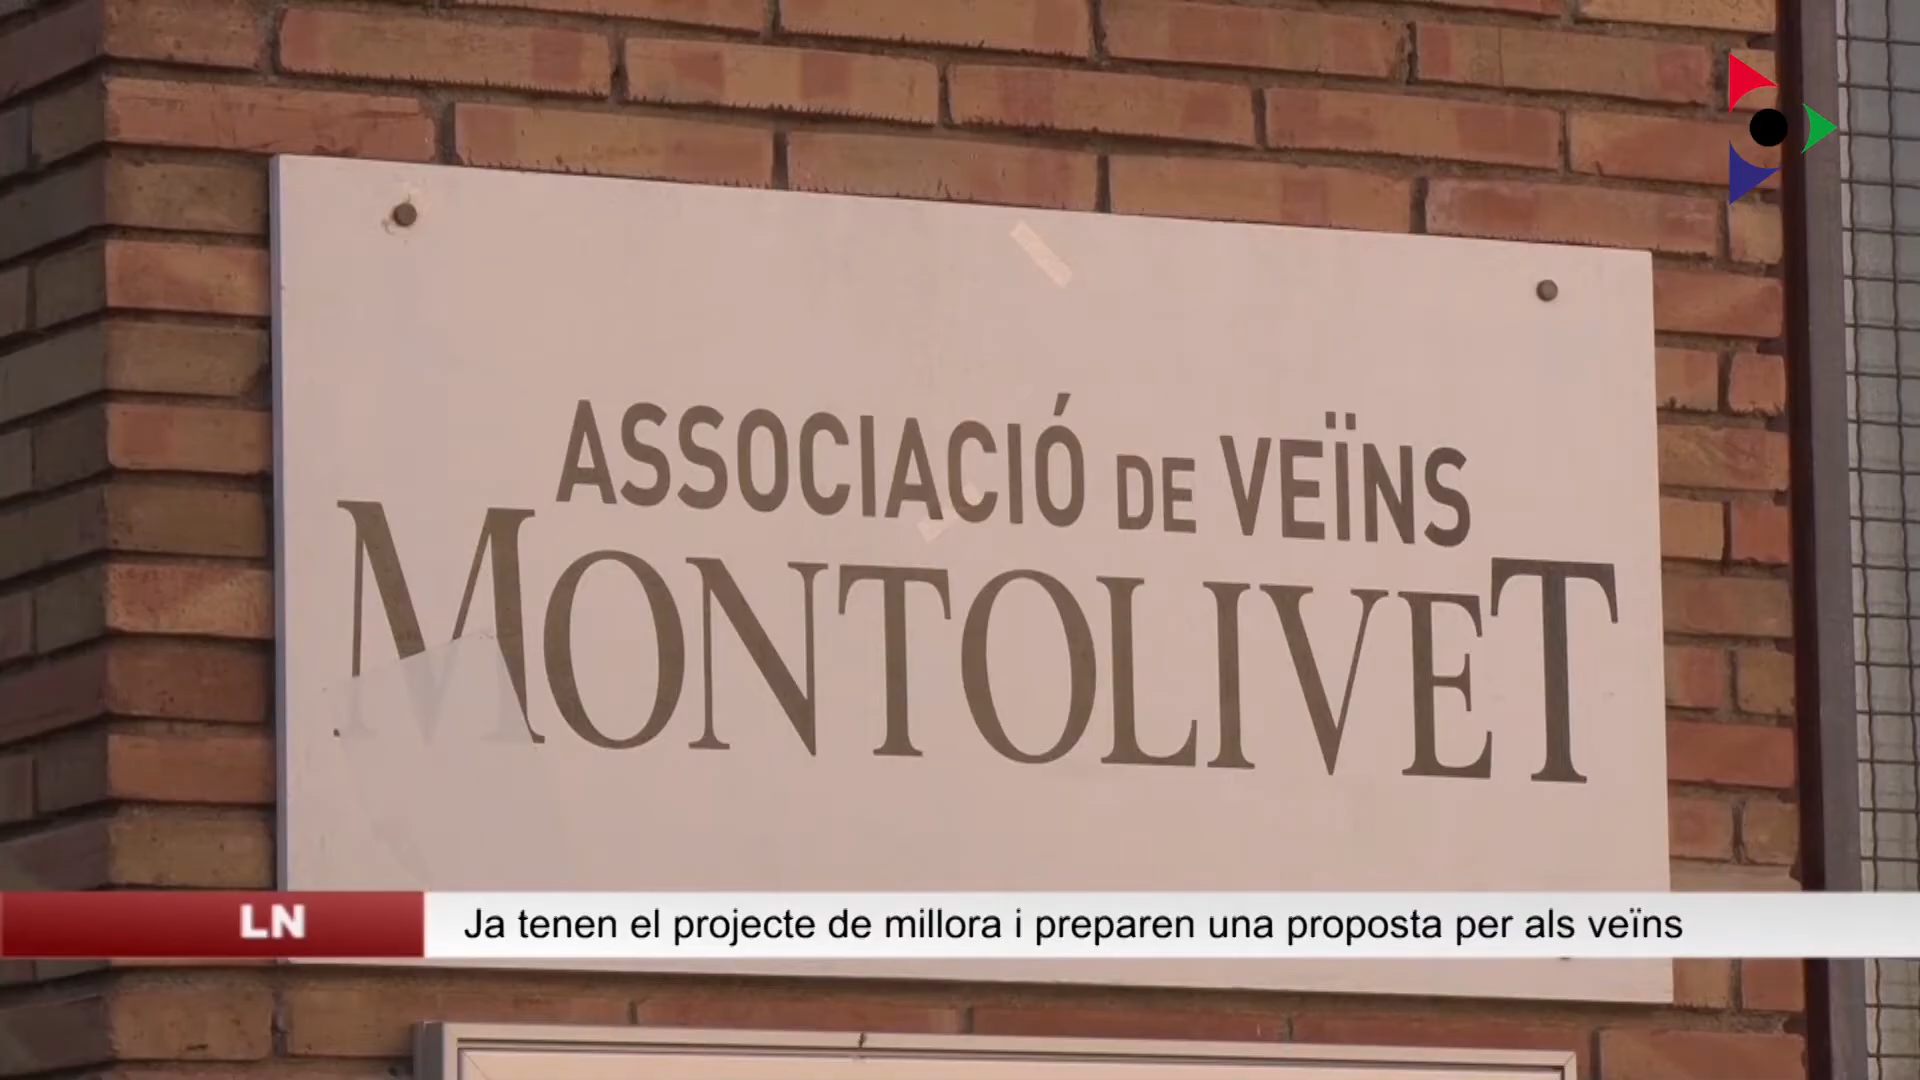 ASSOCIACIÓ DE VEÏNS
MONTOLIVET
LN
Ja tenen el projecte de millora i preparen una proposta per als veïns